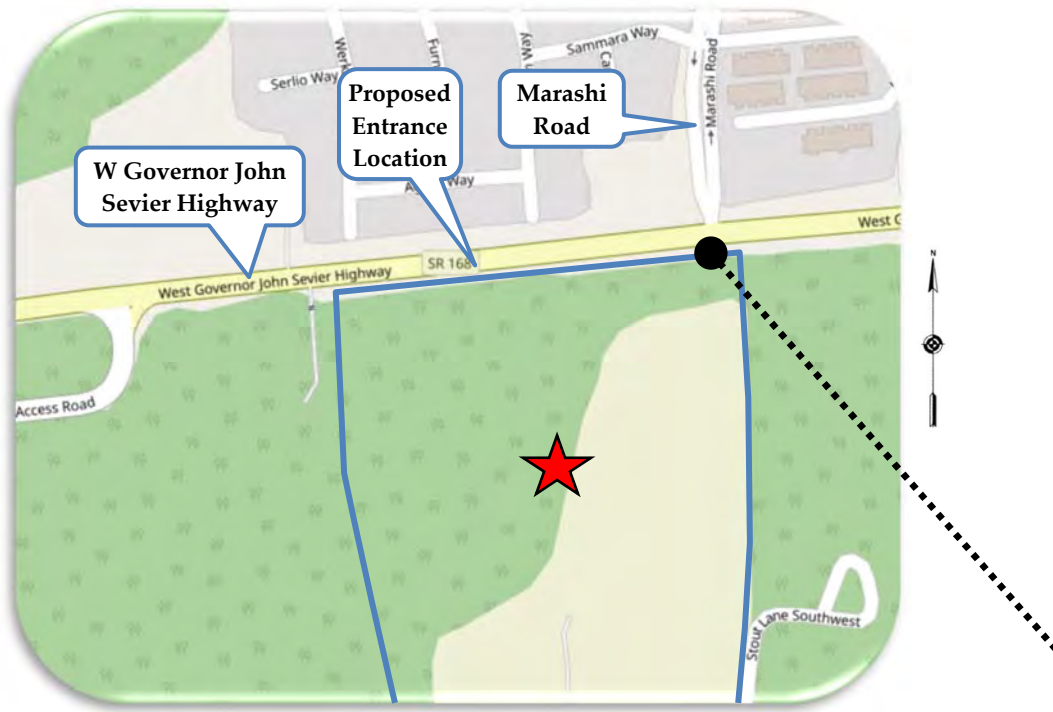 Sammara Way
Serlio Way
Marashi Road
Proposed
Entrance
Location
Marashi
Road
W Governor John
Sevier Highway
Way
West G
SR 168
West Governor John Sevier Highway
N
Access Road
Stout Lane Southwest